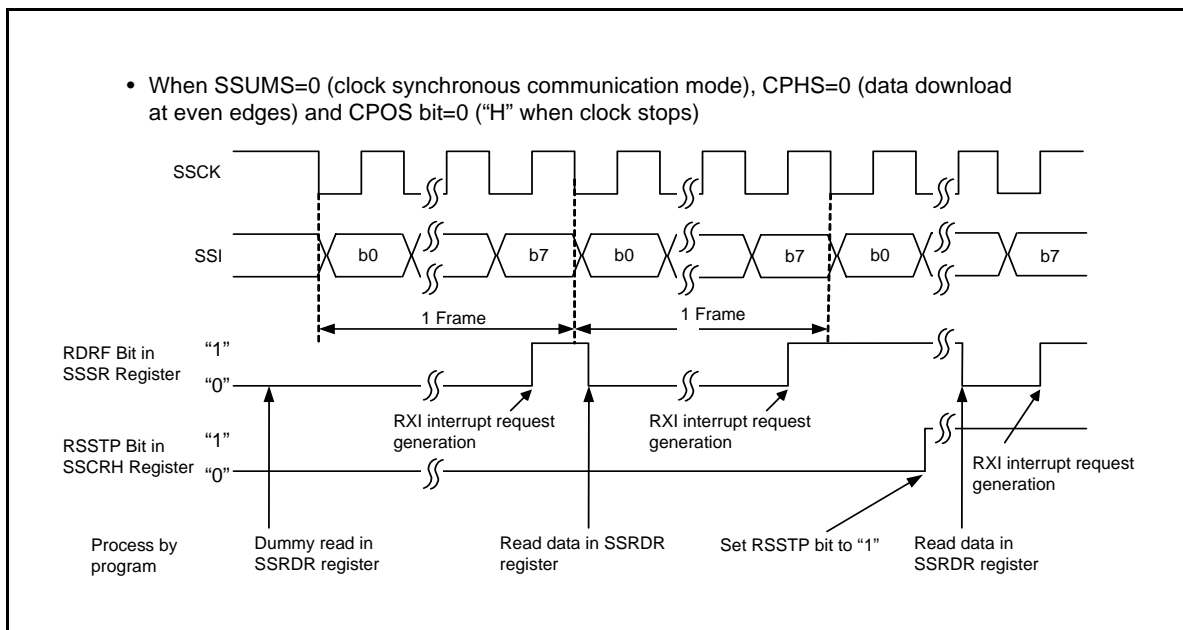 • When SSUMS=0 (clock synchronous communication mode), CPHS=0 (data download
at even edges) and CPOS bit=0 (“H” when clock stops)
SSCK
SSI
b0
b7
b0
b7
b0
b7
1 Frame
1 Frame
RDRF Bit in
SSSR Register
“1”
“0”
RXI interrupt request
generation
RXI interrupt request
generation
RSSTP Bit in
SSCRH Register
“1”
“0”
RXI interrupt request
generation
Process by
program
Dummy read in
SSRDR register
Read data in SSRDR
register
Set RSSTP bit to “1”
Read data in
SSRDR register